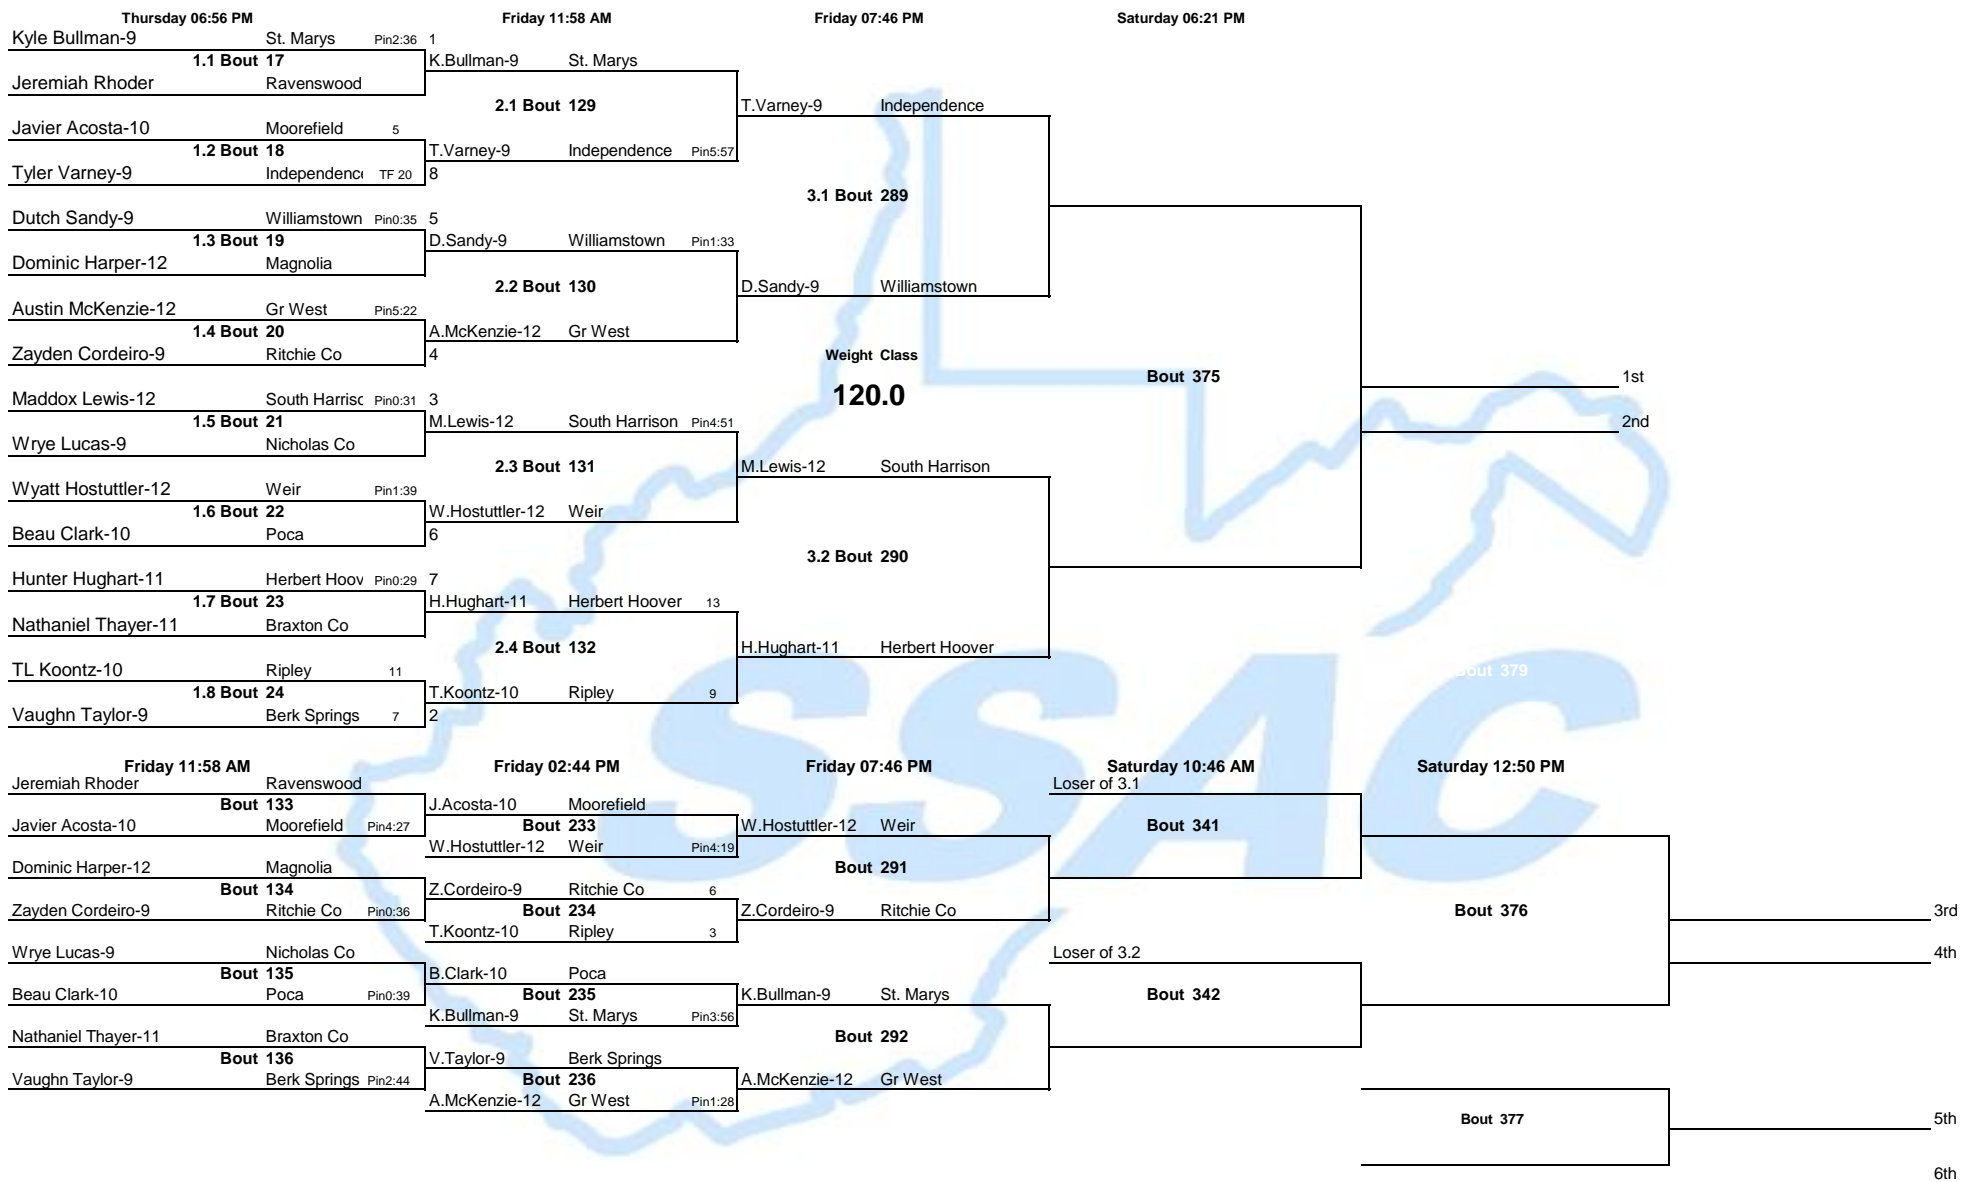 Thursday 06:56 PM Friday 11:58 AM Friday 07:46 PM Saturday 06:21 PM
Kyle Bullman-9 St. Marys Pin2:36 1
1.1 Bout 17 K.Bullman-9 St. Marys
Jeremiah Rhoder Ravenswood
2.1 Bout 129 T.Varney-9 Independence
Javier Acosta-10 Moorefield 5
1.2 Bout 18 T.Varney-9 Independence Pin5:57
Tyler Varney-9 Independenc TF 20 8
3.1 Bout 289
Dutch Sandy-9 Williamstown Pin0:35 5
1.3 Bout 19 D.Sandy-9 Williamstown Pin1:33
Dominic Harper-12 Magnolia
2.2 Bout 130 D.Sandy-9 Williamstown
Austin McKenzie-12 Gr West Pin5:22
1.4 Bout 20 A.McKenzie-12 Gr West
Zayden Cordeiro-9 Ritchie Co 4 Weight Class
Bout 375 1st
Maddox Lewis-12 South Harrisc Pin0:31 3 120.0
1.5 Bout 21 M.Lewis-12 South Harrison Pin4:51 2nd
Wrye Lucas-9 Nicholas Co
2.3 Bout 131 M.Lewis-12 South Harrison
Wyatt Hostuttler-12 Weir Pin1:39
1.6 Bout 22 W.Hostuttler-12 Weir
Beau Clark-10 Poca 6
3.2 Bout 290
Hunter Hughart-11 Herbert Hoov Pin0:29 7
1.7 Bout 23 H.Hughart-11 Herbert Hoover 13
Nathaniel Thayer-11 Braxton Co
2.4 Bout 132 H.Hughart-11 Herbert Hoover
TL Koontz-10 Ripley 11 Bout 379
1.8 Bout 24 T.Koontz-10 Ripley 9
Vaughn Taylor-9 Berk Springs 7 2
SSAC
Friday 11:58 AM Friday 02:44 PM Friday 07:46 PM Saturday 10:46 AM Saturday 12:50 PM
Jeremiah Rhoder Ravenswood Loser of 3.1
Bout 133 J.Acosta-10 Moorefield
Javier Acosta-10 Moorefield Pin4:27 Bout 233 W.Hostuttler-12 Weir Bout 341
W.Hostuttler-12 Weir Pin4:19
Dominic Harper-12 Magnolia Bout 291
Bout 134 Z.Cordeiro-9 Ritchie Co 6
Zayden Cordeiro-9 Ritchie Co Pin0:36 Bout 234 Z.Cordeiro-9 Ritchie Co Bout 376 3rd
T.Koontz-10 Ripley 3
Wrye Lucas-9 Nicholas Co Loser of 3.2 4th
Bout 135 B.Clark-10 Poca
Beau Clark-10 Poca Pin0:39 Bout 235 K.Bullman-9 St. Marys Bout 342
K.Bullman-9 St. Marys Pin3:56
Nathaniel Thayer-11 Braxton Co Bout 292
Bout 136 V.Taylor-9 Berk Springs
Vaughn Taylor-9 Berk Springs Pin2:44 Bout 236 A.McKenzie-12 Gr West
A.McKenzie-12 Gr West Pin1:28
Bout 377 5th
6th